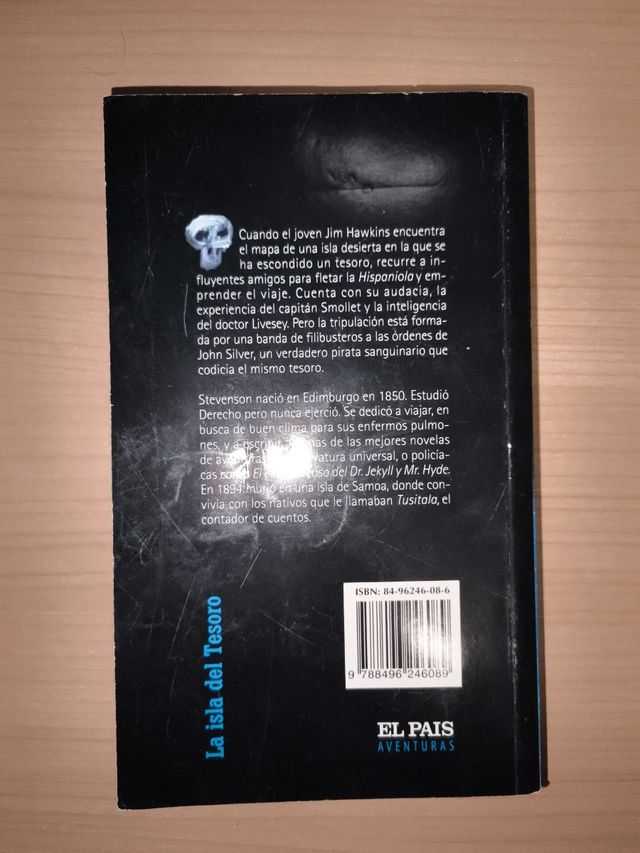 Cuando el joven Jim Hawkins encuentra
el mapa de una isla desierta en la que se
ha escondido un tesoro, recurre a in-
fluyentes amigos para fletar la Hispaniola y em-
prender el viaje. Cuenta con su audacia, la
experiencia del capitán Smollet y la inteligencia
del doctor Livesey. Pero la tripulación está forma-
da por una banda de filibusteros a las órdenes de
John Silver, un verdadero pirata sanguinario que
codicia el mismo tesoro.
Stevenson nació en Edimburgo en 1850. Estudió
Derecho pero nunca ejerció. Se dedicó a viajar, en
busca de buen clima para sus enfermos pulmo-
nes, y a escribir de las mejores novelas
de universal, o policía-
cas El del Dr. Jekyll y Mr. Hyde.
En 1894 murió en una isla de Samoa, donde con-
vivía con los nativos que le llamaban Tusitala, el
contador de cuentos.
La isla del Tesoro
ISBN: 84-96246-08-6
9 788496 246089
EL PAIS
AVENTURAS